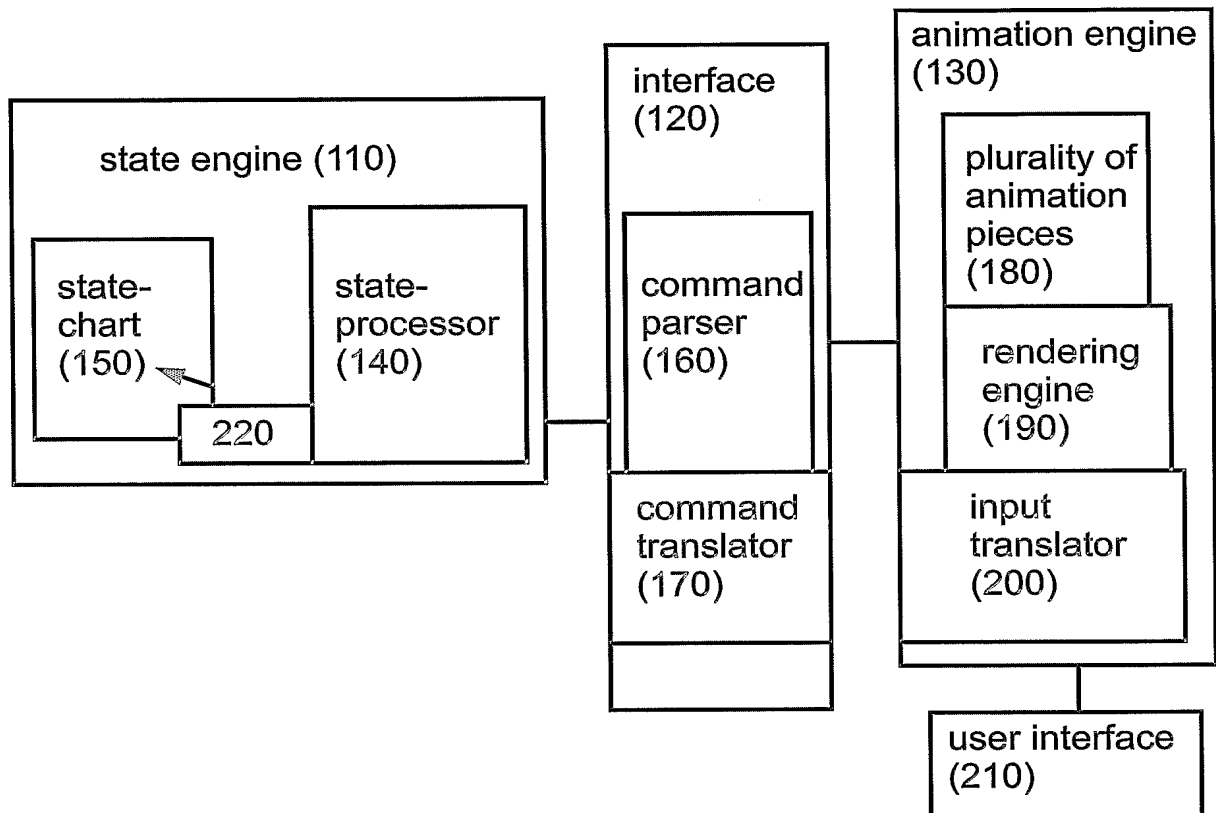 state engine (110)
state-
chart
(150)
state-
processor
(140)
220
interface
(120)
command
parser
(160)
command
translator
(170)
animation engine
(130)
plurality of
animation
pieces
(180)
rendering
engine
(190)
input
translator
(200)
user interface
(210)